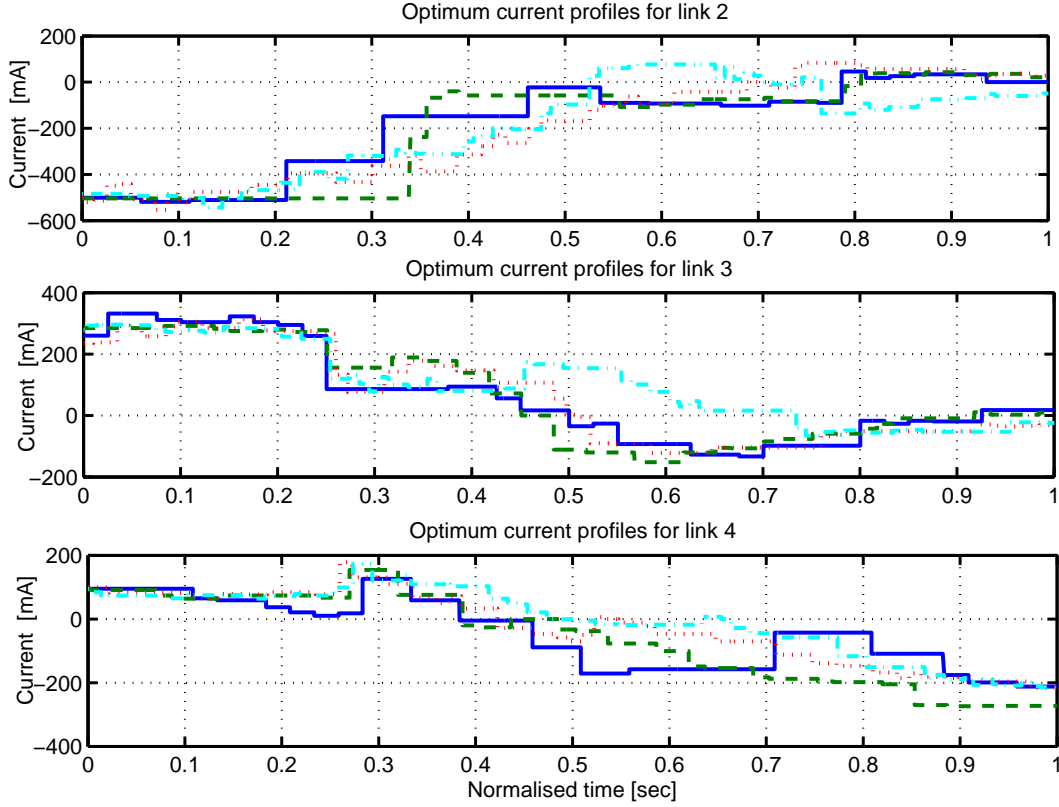 Optimum current profiles for link 2
200
0
−200
−400
−600
Current [mA]
0 0.1 0.2 0.3 0.4 0.5 0.6 0.7 0.8 0.9 1
Optimum current profiles for link 3
400
200
0
−200
Current [mA]
0 0.1 0.2 0.3 0.4 0.5 0.6 0.7 0.8 0.9 1
Optimum current profiles for link 4
200
0
−200
−400
Current [mA]
0 0.1 0.2 0.3 0.4 0.5 0.6 0.7 0.8 0.9 1
Normalised time [sec]